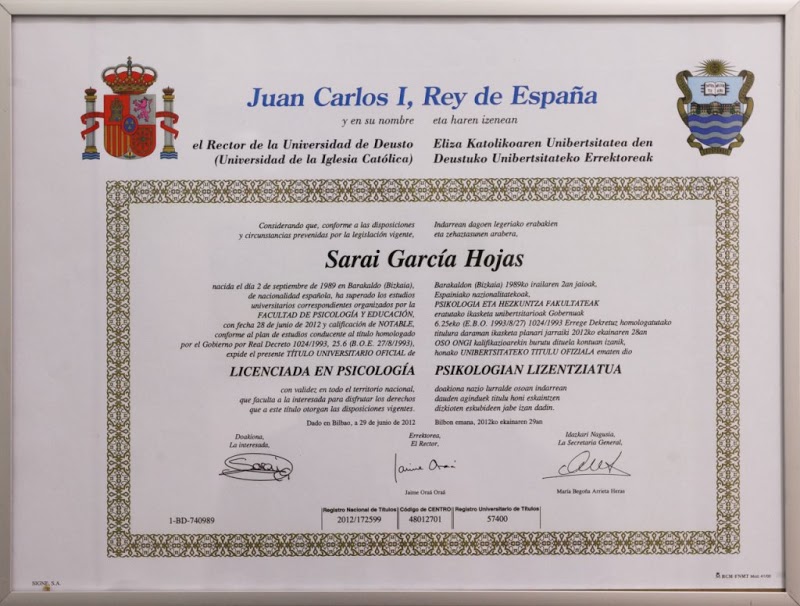 Juan Carlos I, Rey de España
y en su nombre eta haren izenean
el Rector de la Universidad de Deusto
(Universidad de la Iglesia Católica)
Eliza Katolikoaren Unibertsitatea den
Deustuko Unibertsitateko Errektoreak
Considerando que, conforme a las disposiciones
y circunstancias prevenidas por la legislación vigente,
Indarrean dagoen legeriako erabakien
eta zehaztasunen arabera,
Sarai García Hojas
nacida el día 2 de septiembre de 1989 en Barakaldo (Bizkaia),
de nacionalidad española, ha superado los estudios
universitarios correspondientes organizados por la
FACULTAD DE PSICOLOGÍA Y EDUCACIÓN,
con fecha 28 de junio de 2012 y calificación de NOTABLE,
conforme al plan de estudios conducente al título homologado
por el Gobierno por Real Decreto 1024/1993, 25.6 (B.O.E. 27/8/1993),
expide el presente TÍTULO UNIVERSITARIO OFICIAL de
Barakaldon (Bizkaia) 1989ko irailaren 2an jaioak,
Espainiako nazionalitatekoak,
PSIKOLOGIA ETA HEZKUNTZA FAKULTATEAK
eratutako ikasketa unibertsitarioak Gobernuak
6.25eko (E.B.O. 1993/8/27) 1024/1993 Errege Dekretuz homologatutako
titulura daraman ikasketa planari jarraiki 2012ko ekainaren 28an
OSO ONGI kalifikazioarekin burutu dituela kontuan izanik,
honako UNIBERTSITATEKO TITULU OFIZIALA ematen dio
LICENCIADA EN PSICOLOGÍA
PSIKOLOGIAN LIZENTZIATUA
con validez en todo el territorio nacional,
que faculta a la interesada para disfrutar los derechos
que a este título otorgan las disposiciones vigentes.
doakiona nazio lurralde osoan indarrean
dauden aginduek titulu honi eskaintzen
dizkioten eskubideen jabe izan dadin.
Dado en Bilbao, a 29 de junio de 2012
Bilbon emana, 2012ko ekainaren 29an
Doakiona,
La interesada,
Errektorea,
El Rector,
Idazkari Nagusia,
La Secretaria General,
Sarai
Jaime Oraá
Jaime Oraá Oraá
María Begoña Arrieta Heras
1-BD-740989
Registro Nacional de Títulos
2012/172599
Código de CENTRO
48012701
Registro Universitario de Títulos
57400
SIGNE, S.A.